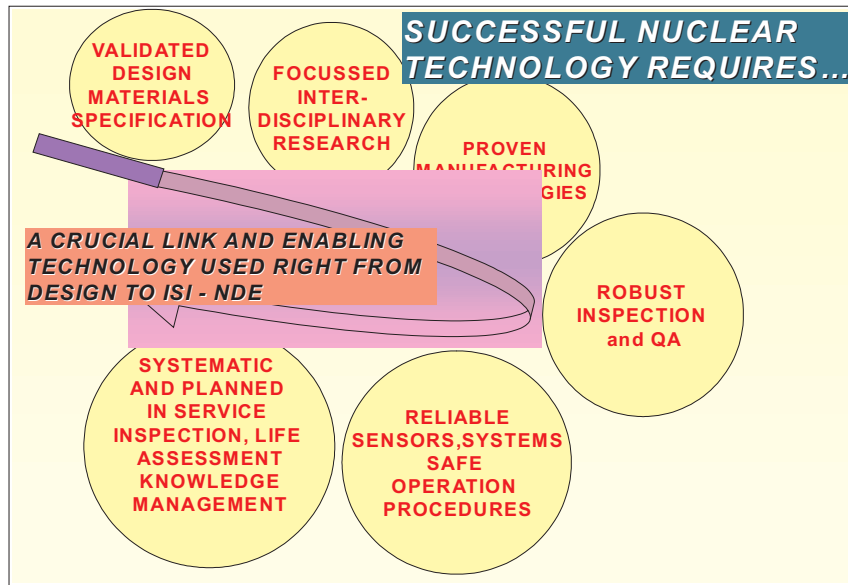 SUCCESSFUL NUCLEAR
TECHNOLOGY REQUIRES...
VALIDATED
DESIGN
MATERIALS
SPECIFICATION
FOCUSSED
INTER-
DISCIPLINARY
RESEARCH
PROVEN
MANUFACTURING
A CRUCIAL LINK AND ENABLING
TECHNOLOGY USED RIGHT FROM
DESIGN TO ISI - NDE
ROBUST
INSPECTION
and QA
SYSTEMATIC
AND PLANNED
IN SERVICE
INSPECTION, LIFE
ASSESSMENT
KNOWLEDGE
MANAGEMENT
RELIABLE
SENSORS,SYSTEMS
SAFE
OPERATION
PROCEDURES